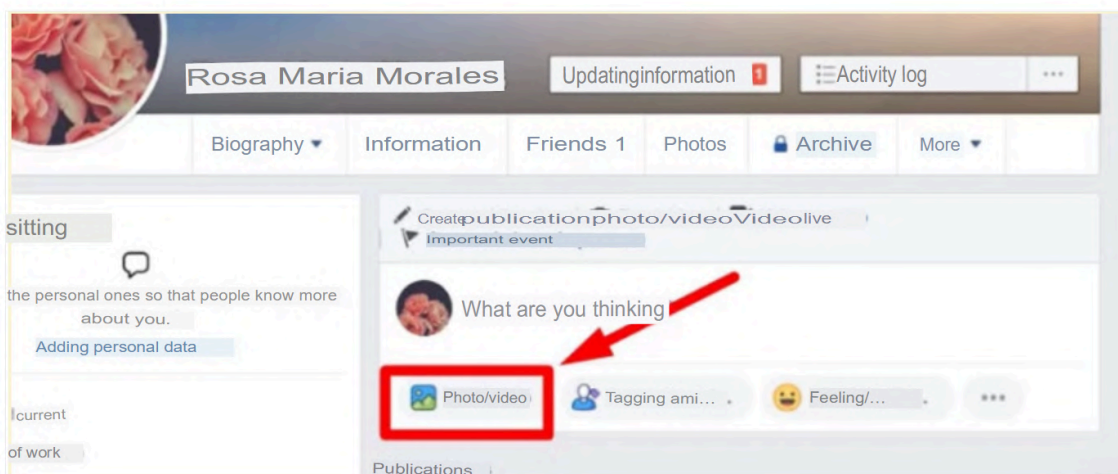 Rosa Maria Morales
Updatinginformation 1
Activity log
Biography
Information
Friends 1
Photos
Archive
More
sitting
the personal ones so that people know more
about you.
Adding personal data
current
of work
Createpublicationphoto/videoVideolive
Important event
What are you thinking
Photo/video
Tagging ami...
Feeling/...
Publications